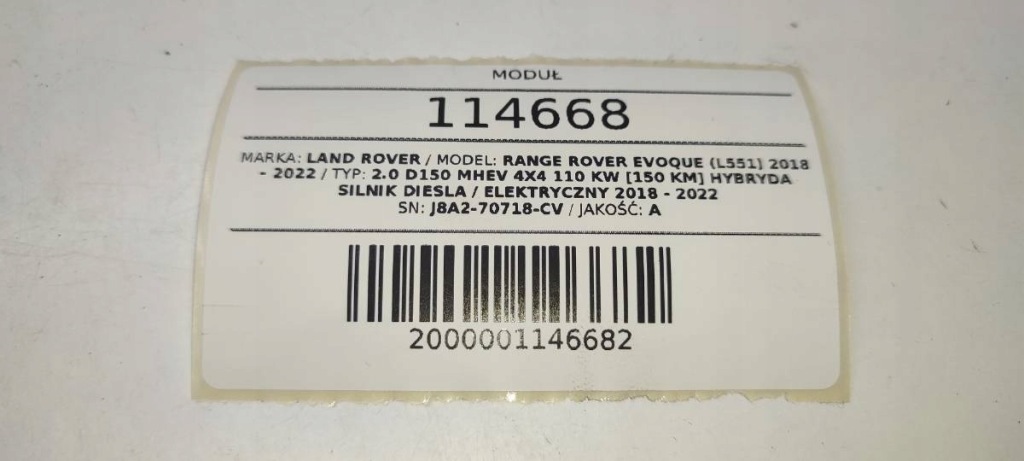 MODUŁ
114668
MARKA: LAND ROVER / MODEL: RANGE ROVER EVOQUE (L551) 2018
- 2022 / TYP: 2.0 D150 MHEV 4X4 110 KW [150 KM] HYBRYDA
SILNIK DIESLA / ELEKTRYCZNY 2018 - 2022
SN: J8A2-70718-CV / JAKOŚĆ: A
2000001146682